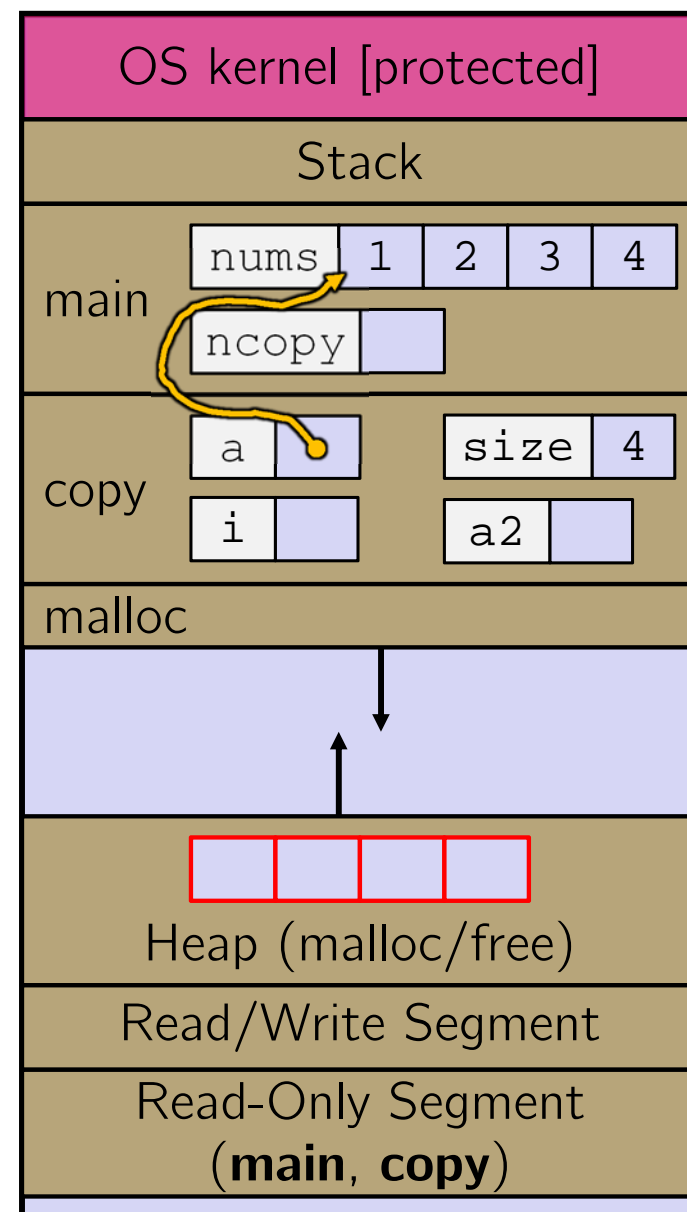 OS kernel [protected]
Stack
main
nums 1 2 3 4
ncopy
copy
a
size 4
i
a2
malloc
Heap (malloc/free)
Read/Write Segment
Read-Only Segment
(main, copy)